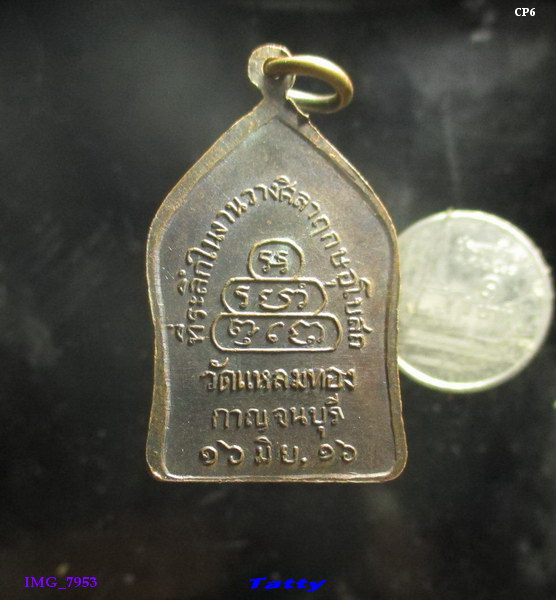 CP6
ที่ระลึกในงานวางศิลาฤกษ์อุโบสถ
วัดแหลมทอง
กาญจนบุรี
๑๖ มิ.ย. ๑๖
IMG_7953
Tatty